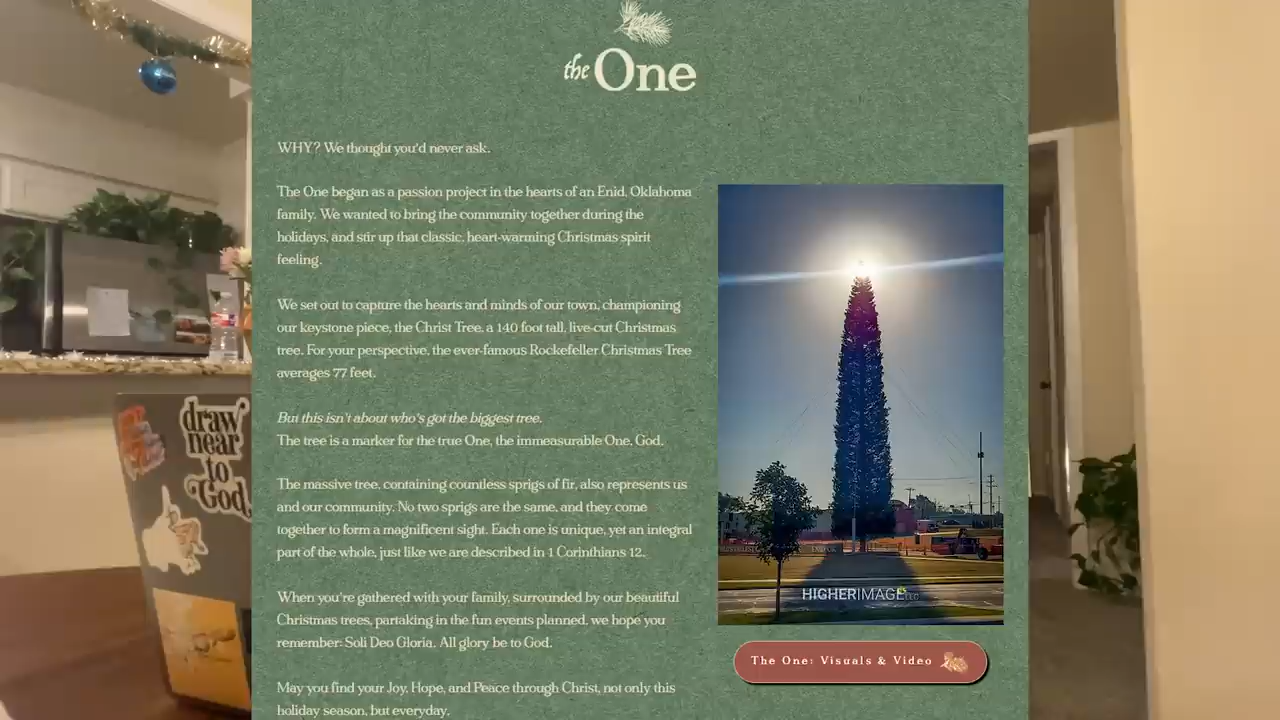 the One
WHY? We thought you'd never ask.
The One began as a passion project in the hearts of an Enid, Oklahoma
family. We wanted to bring the community together during the
holidays, and stir up that classic, heart-warming Christmas spirit
feeling.
We set out to capture the hearts and minds of our town, championing
our keystone piece, the Christ Tree, a 140 foot tall, live-cut Christmas
tree. For your perspective, the ever-famous Rockefeller Christmas Tree
averages 77 feet.
But this isn't about who's got the biggest tree.
The tree is a marker for the true One, the immeasurable One, God.
The massive tree, containing countless sprigs of fir, also represents us
and our community. No two sprigs are the same, and they come
together to form a magnificent sight. Each one is unique, yet an integral
part of the whole, just like we are described in 1 Corinthians 12.
When you're gathered with your family, surrounded by our beautiful
Christmas trees, partaking in the fun events planned, we hope you
remember: Soli Deo Gloria. All glory be to God.
May you find your Joy, Hope, and Peace through Christ, not only this
holiday season, but everyday.
HIGHERIMAGE LLC
The One: Visuals & Video
draw
near
to
God